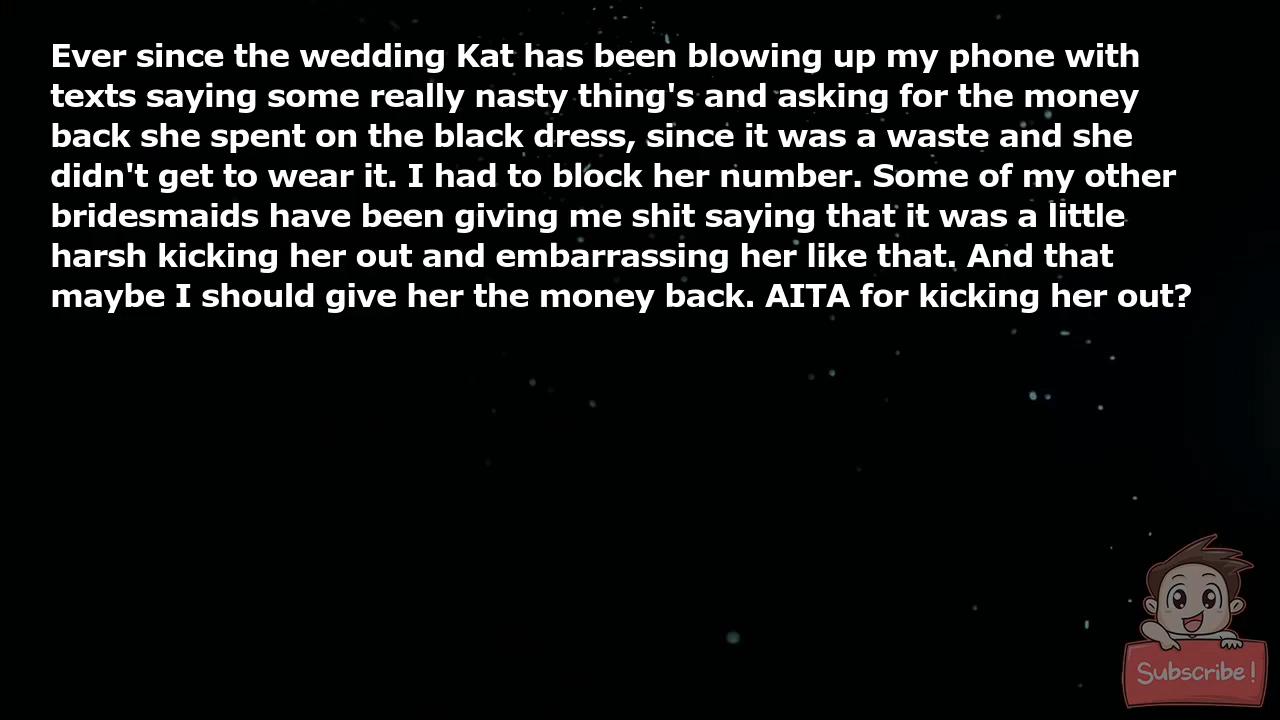 Ever since the wedding Kat has been blowing up my phone with
texts saying some really nasty thing's and asking for the money
back she spent on the black dress, since it was a waste and she
didn't get to wear it. I had to block her number. Some of my other
bridesmaids have been giving me shit saying that it was a little
harsh kicking her out and embarrassing her like that. And that
maybe I should give her the money back. AITA for kicking her out?
Subscribe!